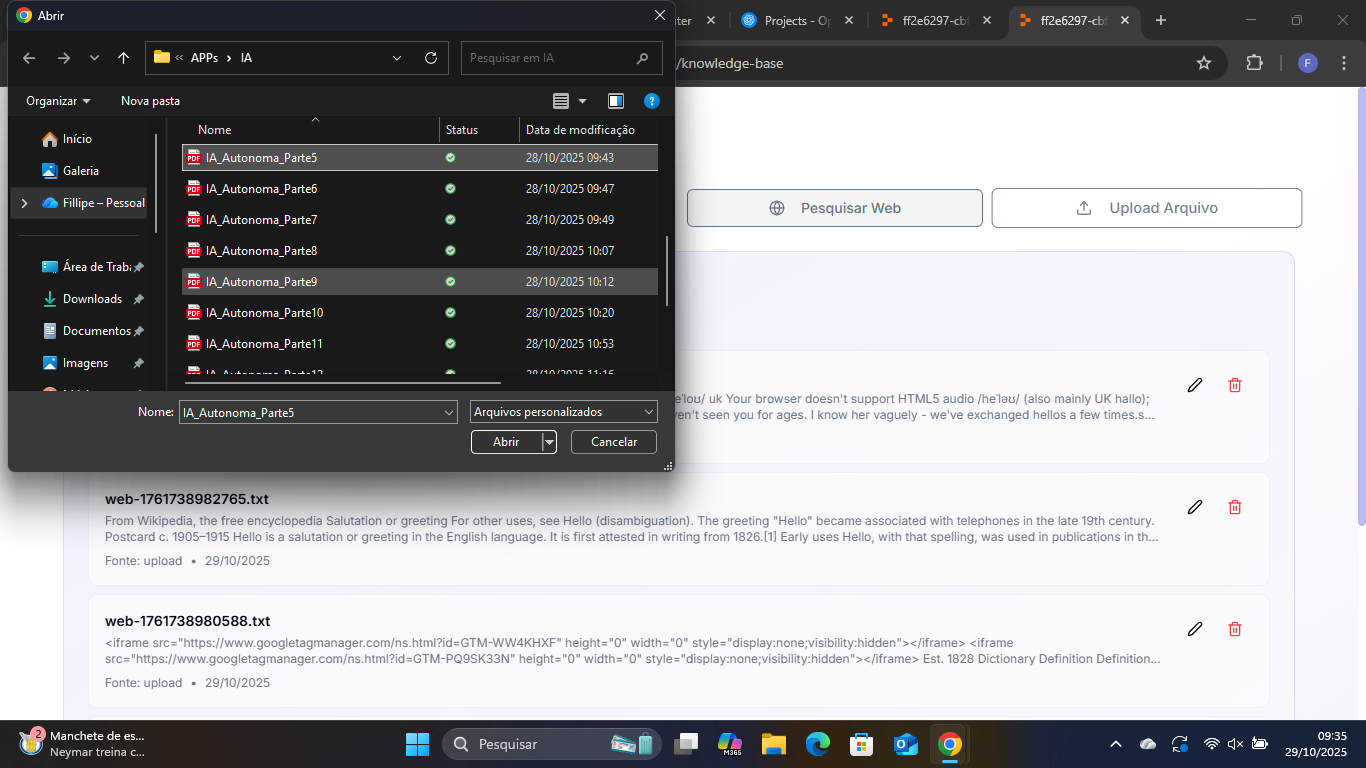 Abrir
ter
Projects - Op
ff2e6297-cbf
ff2e6297-cbf
APPs
IA
Pesquisar em IA
/knowledge-base
F
Organizar
Nova pasta
Nome
Status
Data de modificação
Início
Galeria
Fillipe – Pessoal
Área de Traba
Downloads
Documentos
Imagens
IA_Autonoma_Parte5
28/10/2025 09:43
IA_Autonoma_Parte6
28/10/2025 09:47
IA_Autonoma_Parte7
28/10/2025 09:49
IA_Autonoma_Parte8
28/10/2025 10:07
IA_Autonoma_Parte9
28/10/2025 10:12
IA_Autonoma_Parte10
28/10/2025 10:20
IA_Autonoma_Parte11
28/10/2025 10:53
IA_Autonoma_Parte12
28/10/2025 11:16
Nome:
IA_Autonoma_Parte5
Arquivos personalizados
Abrir
Cancelar
Pesquisar Web
Upload Arquivo
eˈloʊ/ uk Your browser doesn't support HTML5 audio /heˈləʊ/ (also mainly UK hallo);
en't seen you for ages. I know her vaguely - we've exchanged hellos a few times.s...
web-1761738982765.txt
From Wikipedia, the free encyclopedia Salutation or greeting For other uses, see Hello (disambiguation). The greeting "Hello" became associated with telephones in the late 19th century.
Postcard c. 1905–1915 Hello is a salutation or greeting in the English language. It is first attested in writing from 1826.[1] Early uses Hello, with that spelling, was used in publications in th...
Fonte: upload • 29/10/2025
web-1761738980588.txt
<iframe src="https://www.googletagmanager.com/ns.html?id=GTM-WW4KHXF" height="0" width="0" style="display:none;visibility:hidden"></iframe> <iframe
src="https://www.googletagmanager.com/ns.html?id=GTM-PQ9SK33N" height="0" width="0" style="display:none;visibility:hidden"></iframe> Est. 1828 Dictionary Definition Definition...
Fonte: upload • 29/10/2025
2
Manchete de es...
Neymar treina c...
Pesquisar
M365
09:35
29/10/2025